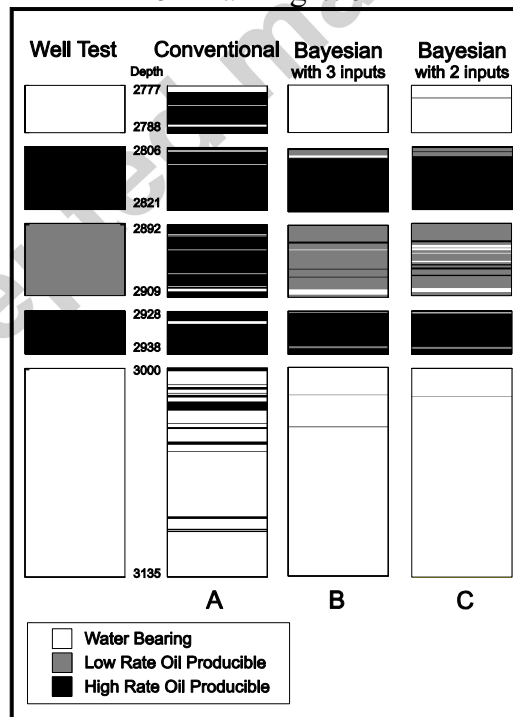 Well Test
Conventional
Bayesian
with 3 inputs
Bayesian
with 2 inputs
Depth
2777
2788
2806
2821
2892
2909
2928
2938
3000
3135
A
B
C
Water Bearing
Low Rate Oil Producible
High Rate Oil Producible